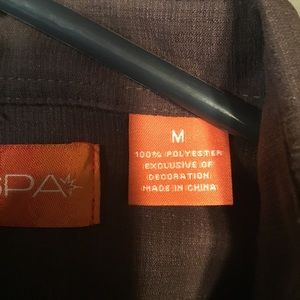 SPA
M
100% POLYESTER
EXCLUSIVE OF
DECORATION
MADE IN CHINA